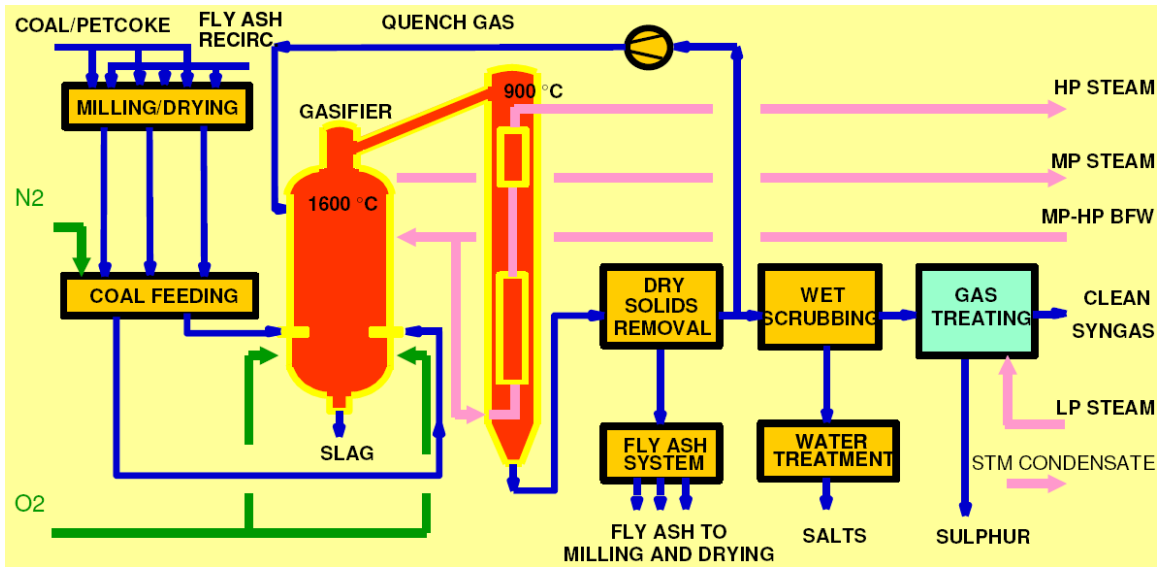 COAL/PETCOKE
FLY ASH
RECIRC
QUENCH GAS
900 °C
HP STEAM
MILLING/DRYING
GASIFIER
MP STEAM
N2
1600 °C
MP-HP BFW
COAL FEEDING
DRY
SOLIDS
REMOVAL
WET
SCRUBBING
GAS
TREATING
CLEAN
SYNGAS
LP STEAM
SLAG
FLY ASH
SYSTEM
WATER
TREATMENT
STM CONDENSATE
O2
FLY ASH TO
MILLING AND DRYING
SALTS
SULPHUR